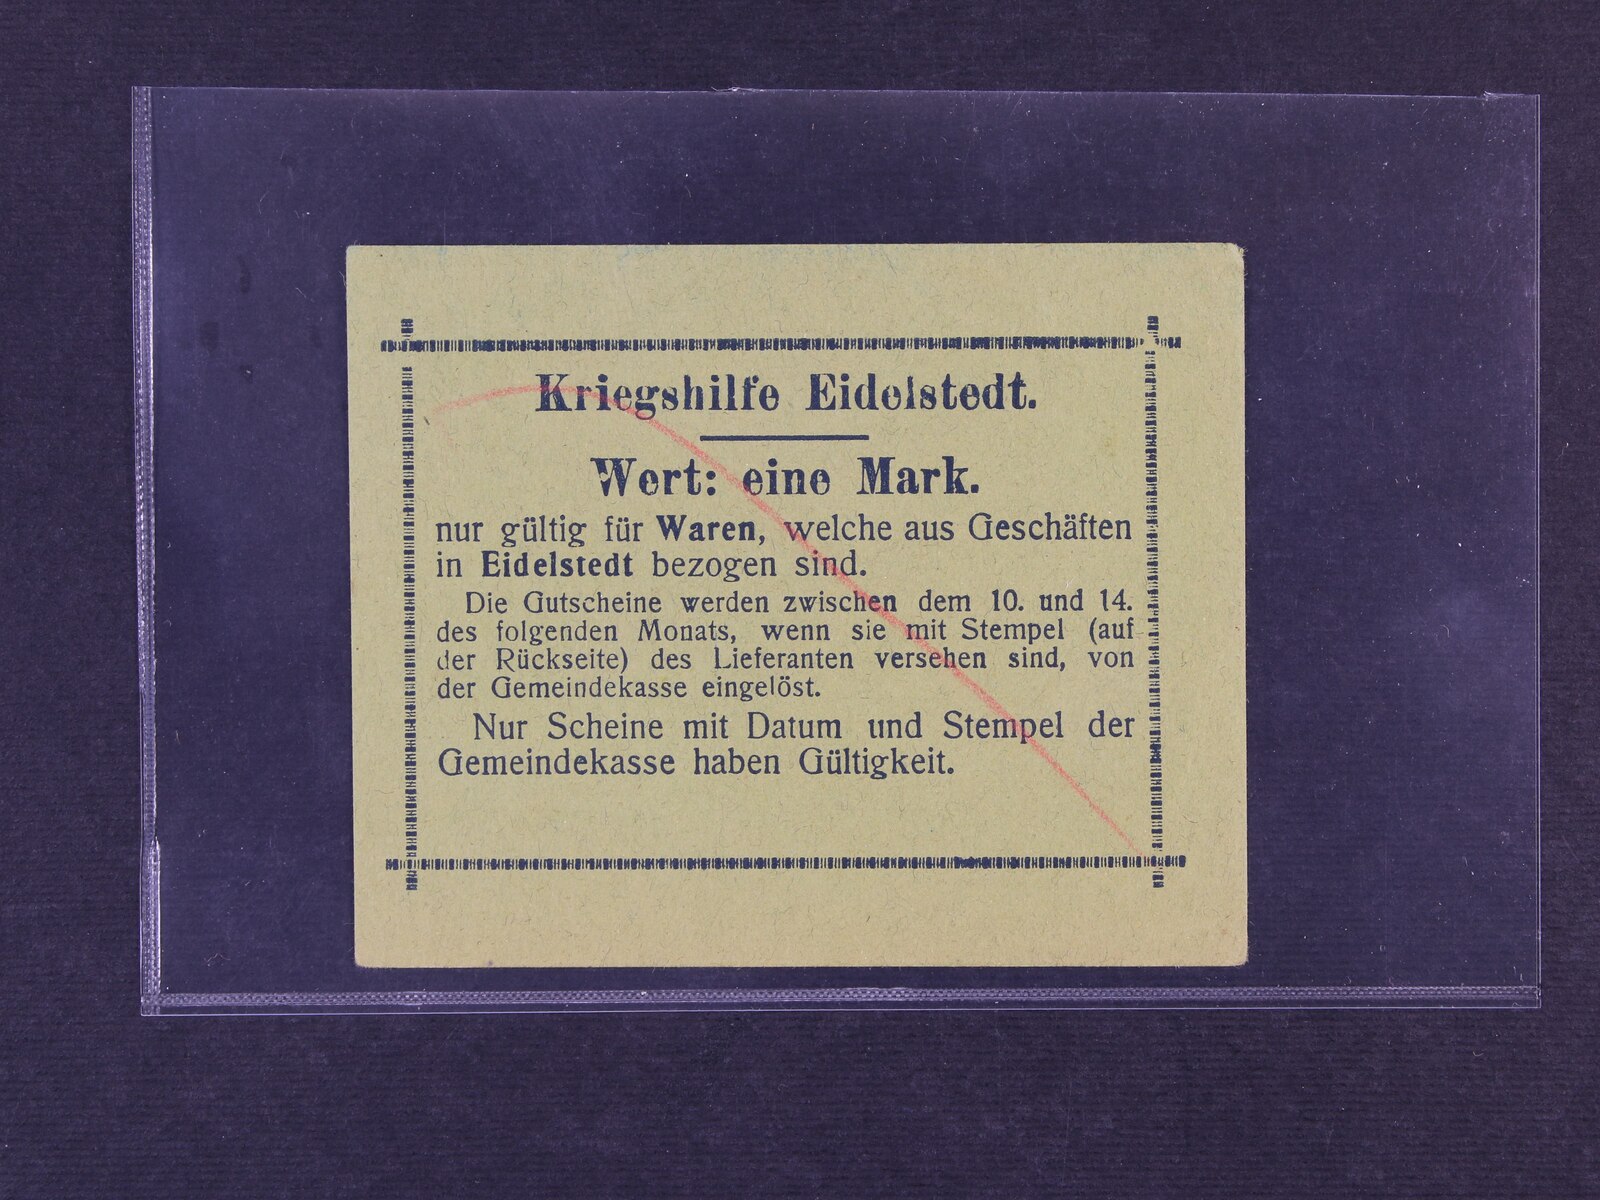 Kriegshilfe Eidelstedt.
Wert: eine Mark.
nur gültig für Waren, welche aus Geschäften
in Eidelstedt bezogen sind.
Die Gutscheine werden zwischen dem 10. und 14.
des folgenden Monats, wenn sie mit Stempel (auf
der Rückseite) des Lieferanten versehen sind, von
der Gemeindekasse eingelöst.
Nur Scheine mit Datum und Stempel der
Gemeindekasse haben Gültigkeit.